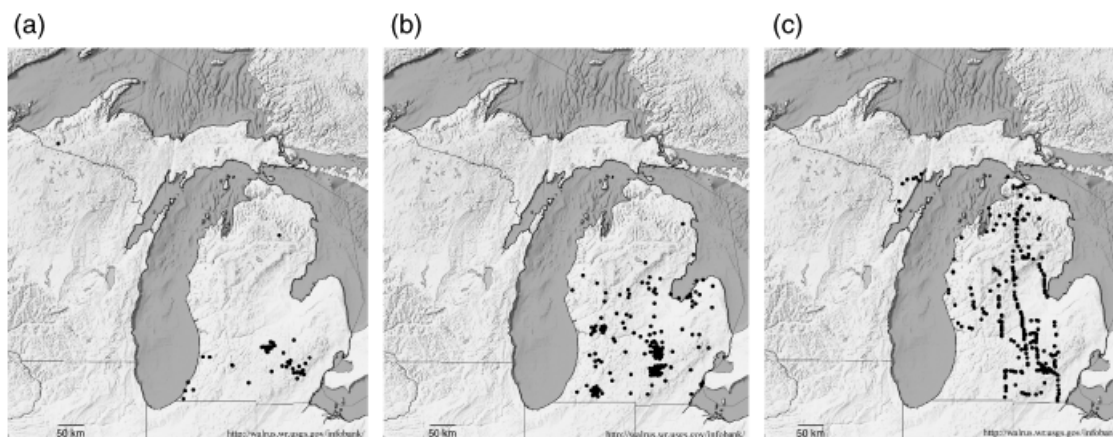 (a)
(b)
(c)
50 km
http://walrus.wr.usgs.gov/infobank/
50 km
http://walrus.wr.usgs.gov/infobank/
50 km
http://walrus.wr.usgs.gov/infoban